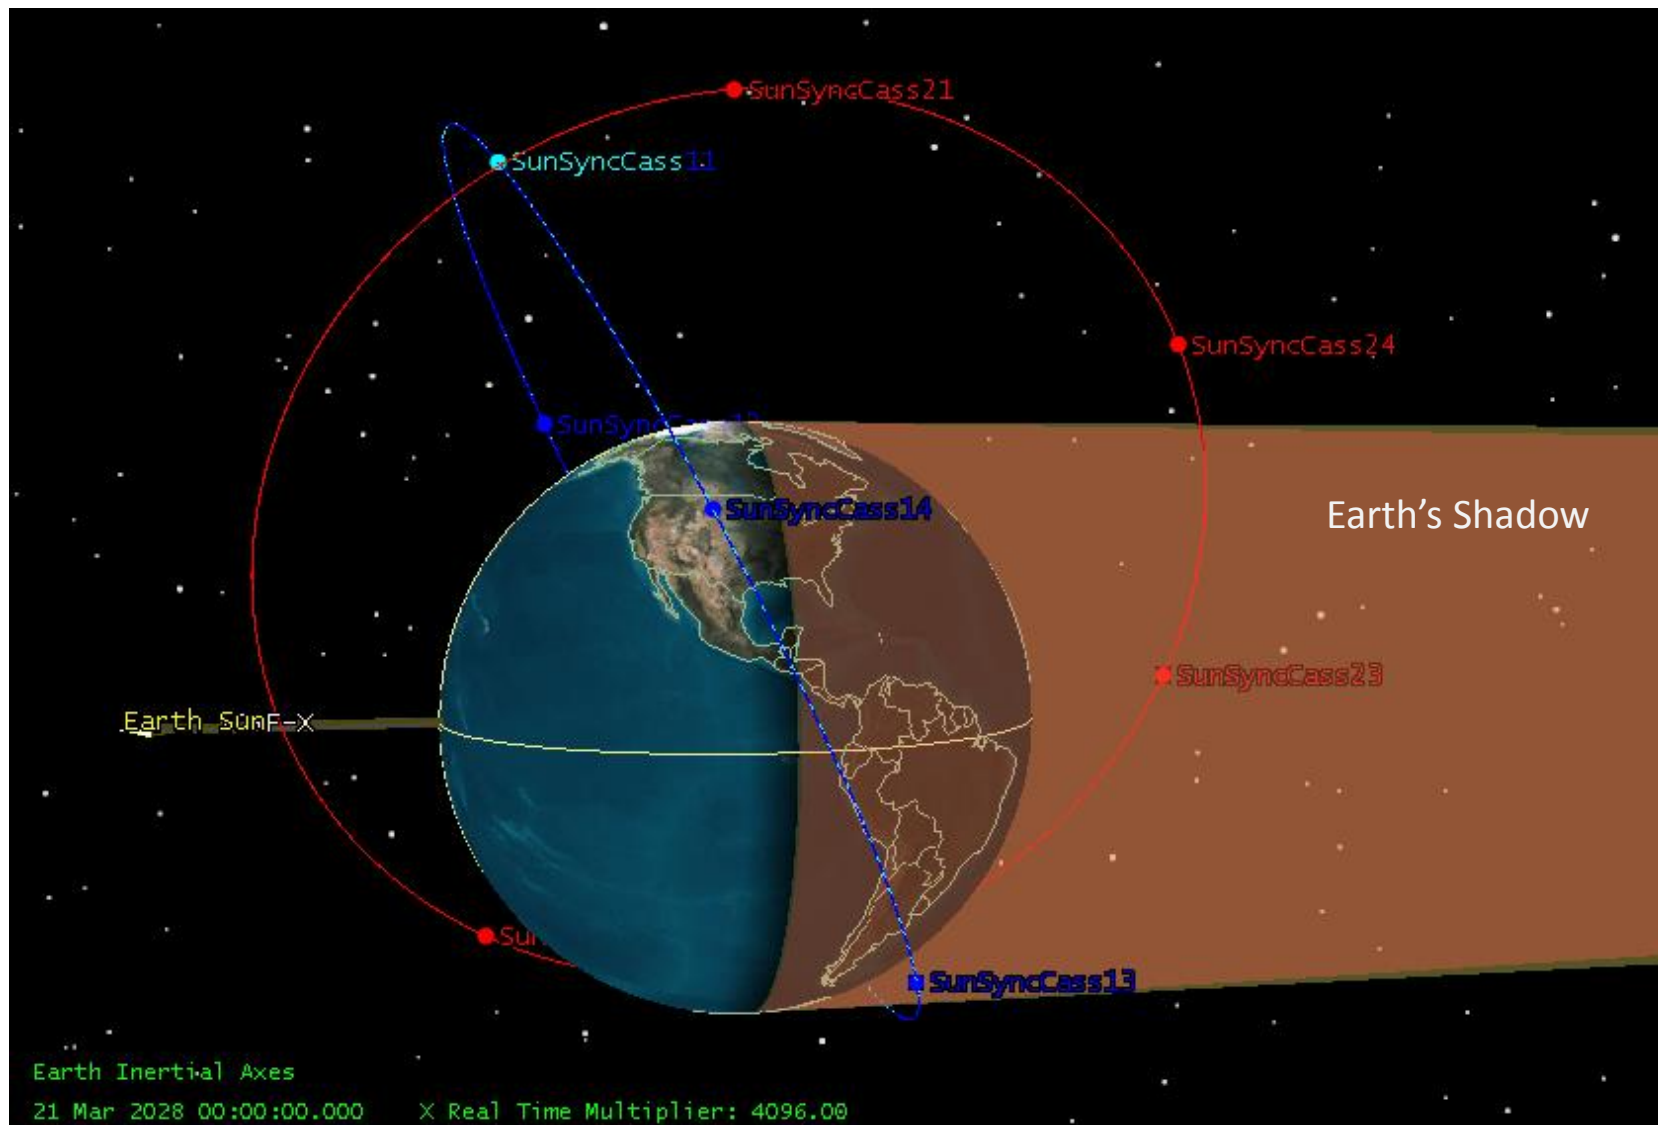 SunSyncCass21
SunSyncCass11
SunSyncCass24
SunSyncCass14
Earth's Shadow
SunSyncCass23
Earth Sun
SunSyncCass13
Earth Inertial Axes
21 Mar 2028 00:00:00.000 X Real Time Multiplier: 4096.00